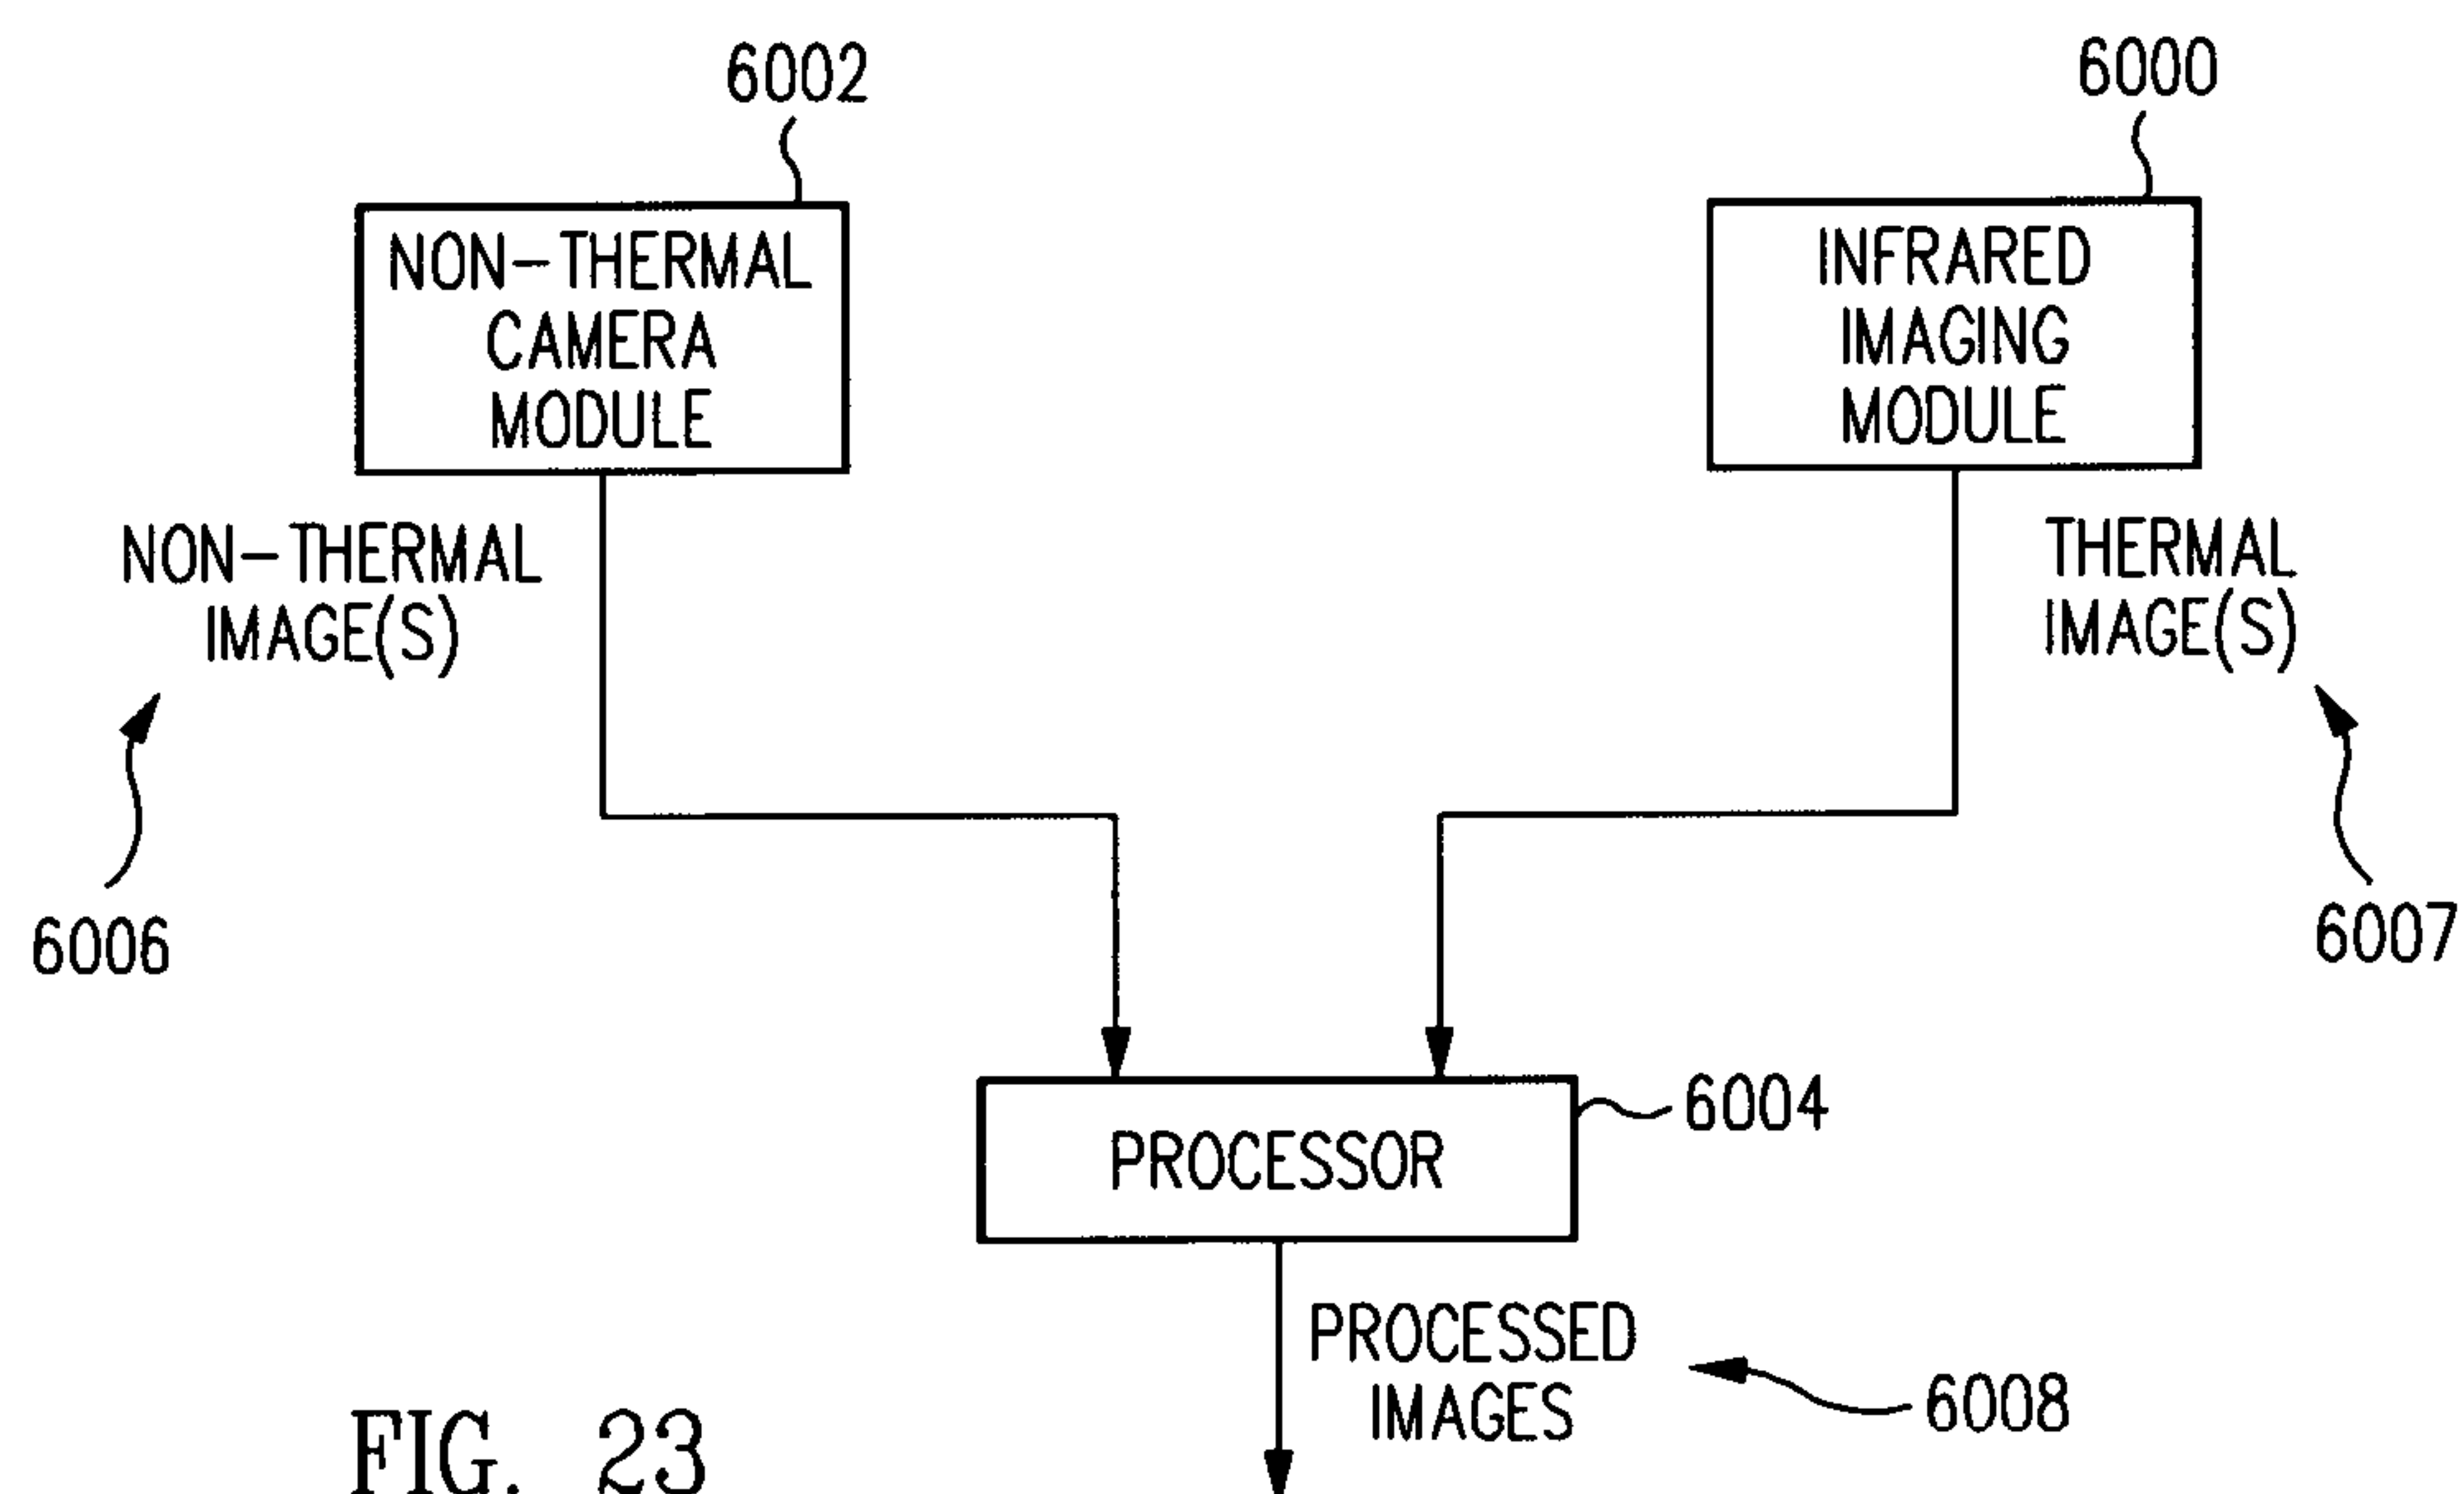 6002
6000
NON-THERMAL
CAMERA
MODULE
INFRARED
IMAGING
MODULE
NON-THERMAL
IMAGE(S)
THERMAL
IMAGE(S)
6006
6007
6004
PROCESSOR
PROCESSED
IMAGES
6008
FIG. 23